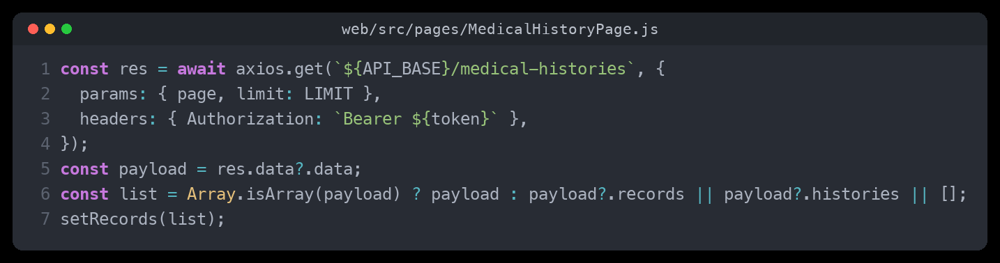 web/src/pages/MedicalHistoryPage.js
1 const res = await axios.get(`${API_BASE}/medical-histories`, {
2   params: { page, limit: LIMIT },
3   headers: { Authorization: `Bearer ${token}` },
4 });
5 const payload = res.data?.data;
6 const list = Array.isArray(payload) ? payload : payload?.records || payload?.histories || [];
7 setRecords(list);